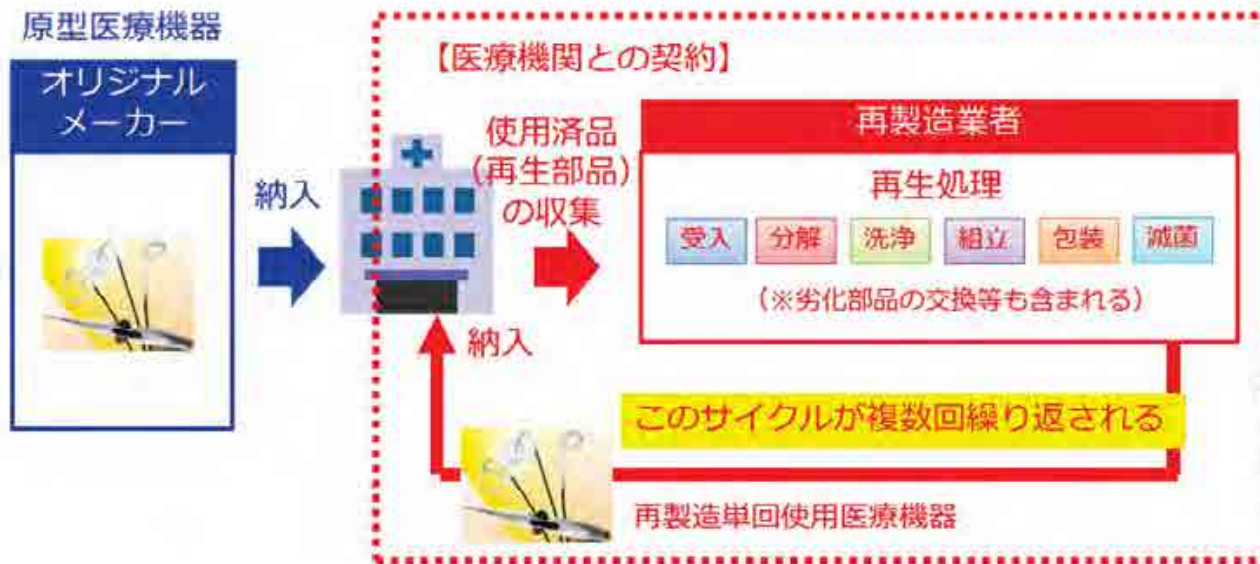 原型医療機器
オリジナル
メーカー
納入
【医療機関との契約】
使用済品
(再生部品)
の収集
再製造業者
再生処理
受入
分解
洗浄
組立
包装
滅菌
(※劣化部品の交換等も含まれる)
納入
このサイクルが複数回繰り返される
再製造単回使用医療機器